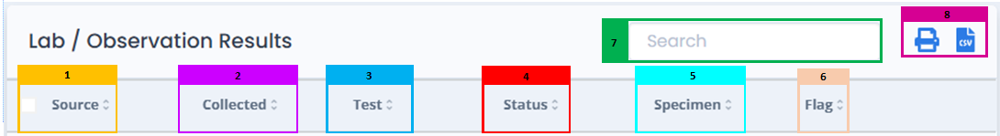 8
Lab / Observation Results
7 Search
CSV
1 2 3 4 5 6
Source Collected Test Status Specimen Flag